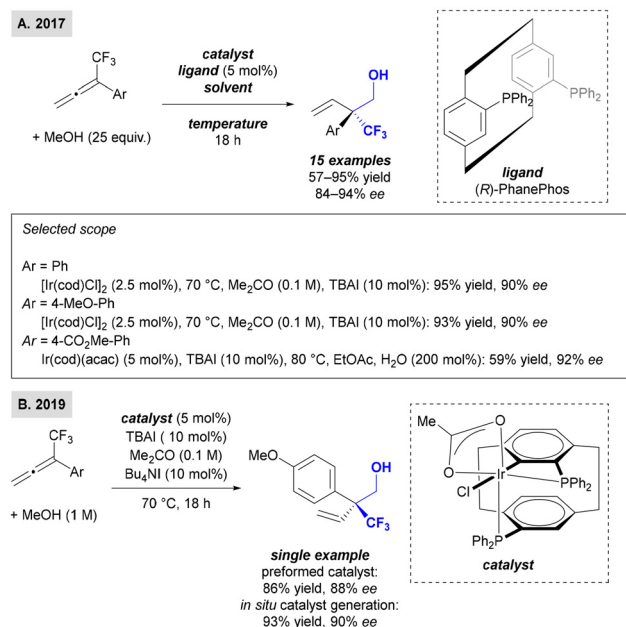 A. 2017
CF3
Ar
+ MeOH (25 equiv.)
catalyst
ligand (5 mol%)
solvent
temperature
18 h
OH
Ar
CF3
15 examples
57–95% yield
84–94% ee
PPh2
PPh2
ligand
(R)-PhanePhos
Selected scope
Ar = Ph
[Ir(cod)Cl]2 (2.5 mol%), 70 °C, Me2CO (0.1 M), TBAI (10 mol%): 95% yield, 90% ee
Ar = 4-MeO-Ph
[Ir(cod)Cl]2 (2.5 mol%), 70 °C, Me2CO (0.1 M), TBAI (10 mol%): 93% yield, 90% ee
Ar = 4-CO2Me-Ph
Ir(cod)(acac) (5 mol%), TBAI (10 mol%), 80 °C, EtOAc, H2O (200 mol%): 59% yield, 92% ee
B. 2019
CF3
Ar
+ MeOH (1 M)
catalyst (5 mol%)
TBAI ( 10 mol%)
Me2CO (0.1 M)
Bu4NI (10 mol%)
70 °C, 18 h
MeO
OH
CF3
single example
preformed catalyst:
86% yield, 88% ee
in situ catalyst generation:
93% yield, 90% ee
Me
O
O
Ir
Cl
PPh2
Ph2P
catalyst